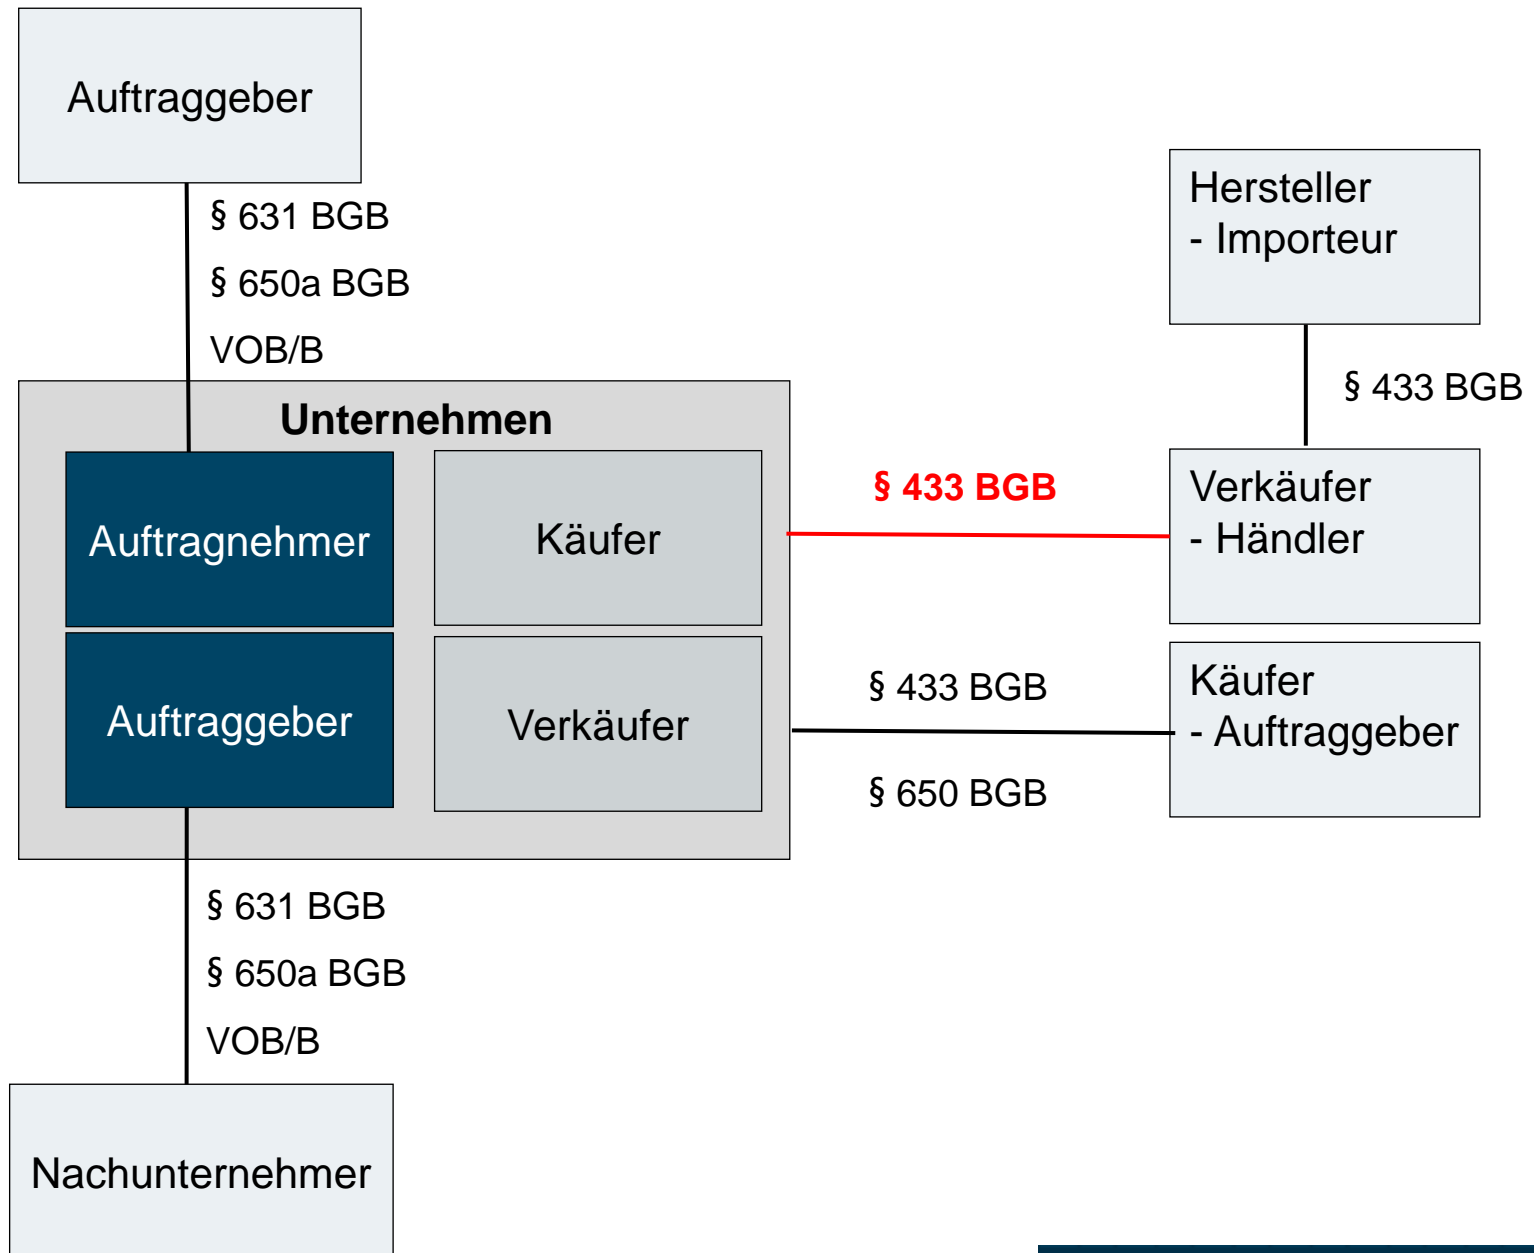 Auftraggeber
§ 631 BGB
§ 650a BGB
VOB/B
Hersteller
- Importeur
§ 433 BGB
Unternehmen
Auftragnehmer
Käufer
§ 433 BGB
Verkäufer
- Händler
Auftraggeber
Verkäufer
§ 433 BGB
§ 650 BGB
Käufer
- Auftraggeber
§ 631 BGB
§ 650a BGB
VOB/B
Nachunternehmer